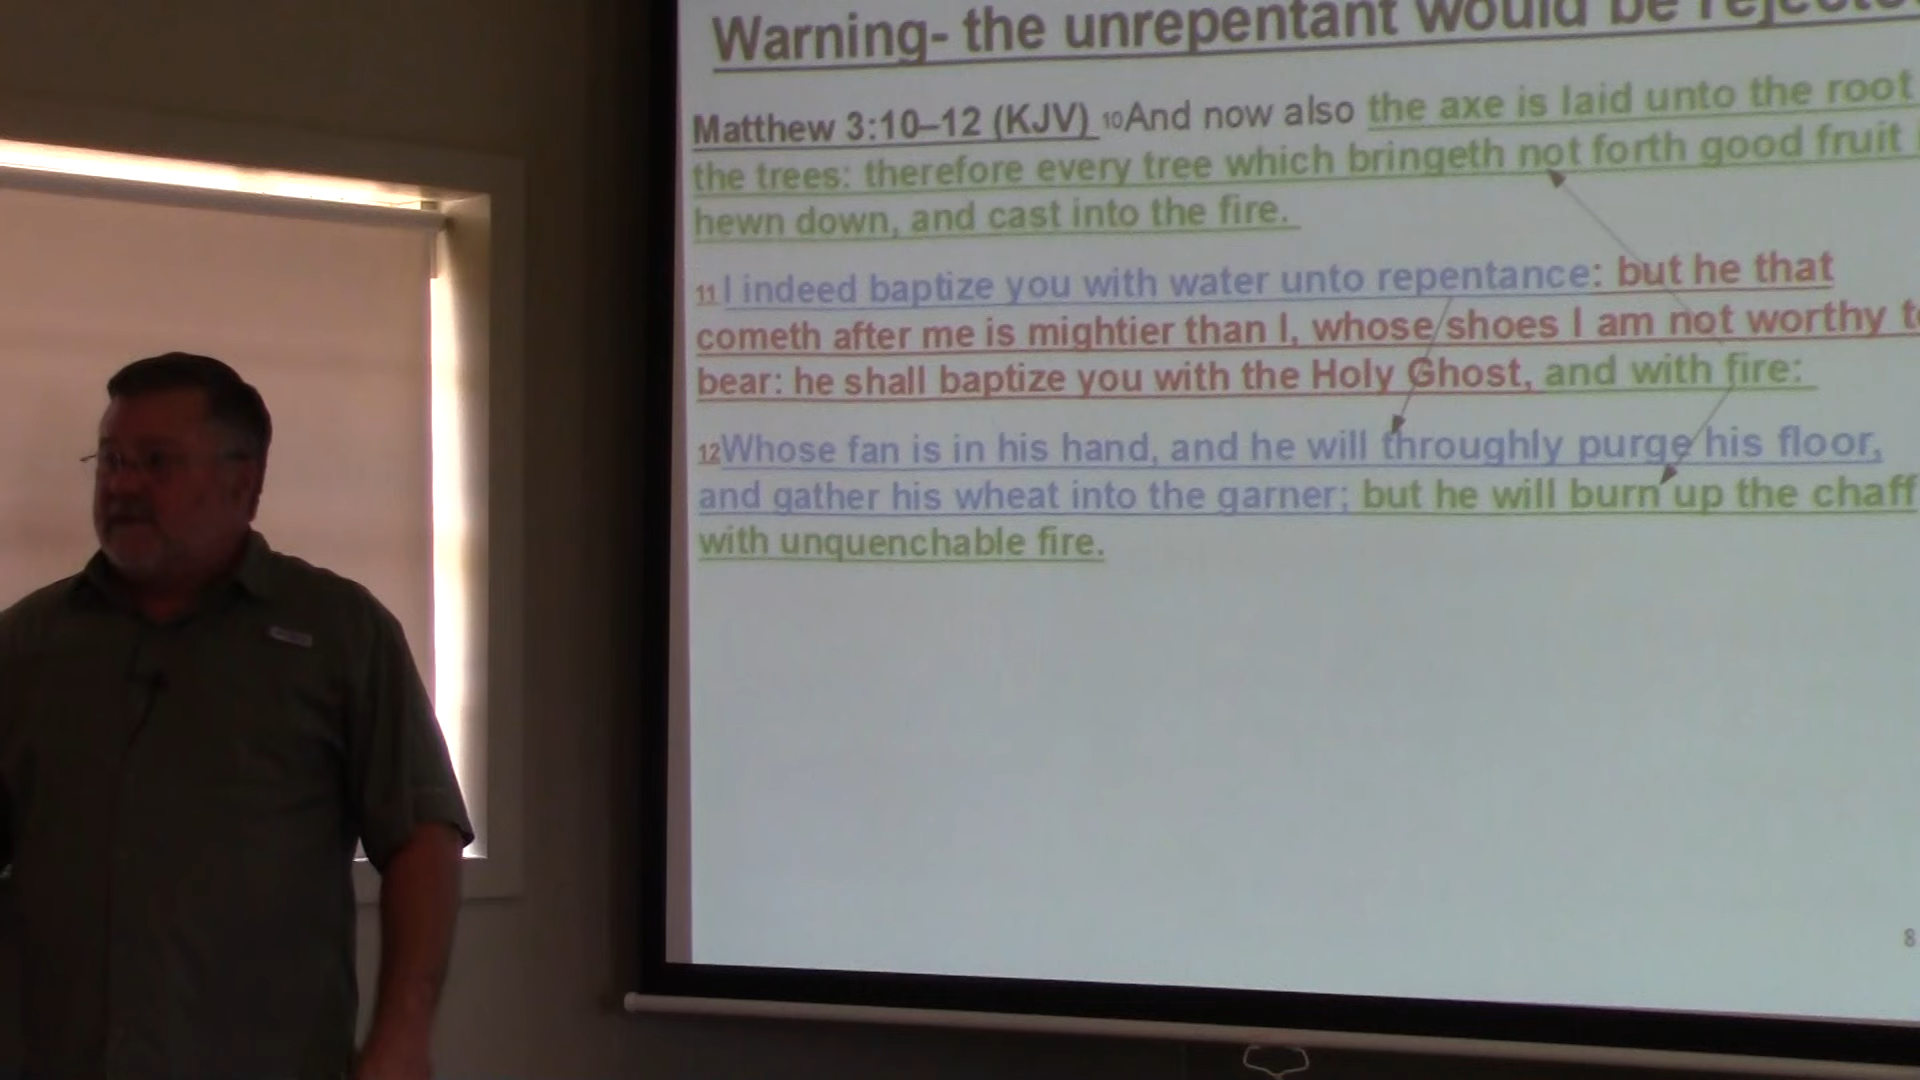 Warning- the unrepentant would be rejecte
Matthew 3:10–12 (KJV) 10And now also the axe is laid unto the root
the trees: therefore every tree which bringeth not forth good fruit
hewn down, and cast into the fire.
11I indeed baptize you with water unto repentance: but he that
cometh after me is mightier than I, whose shoes I am not worthy t
bear: he shall baptize you with the Holy Ghost, and with fire:
12Whose fan is in his hand, and he will throughly purge his floor,
and gather his wheat into the garner; but he will burn up the chaff
with unquenchable fire.
8